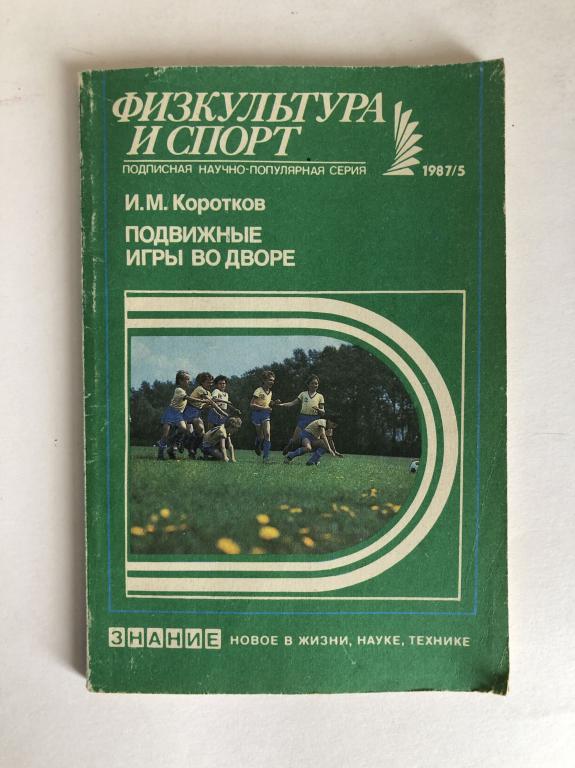 ФИЗКУЛЬТУРА
И СПОРТ
ПОДПИСНАЯ НАУЧНО-ПОПУЛЯРНАЯ СЕРИЯ
1987/5
И.М. Коротков
ПОДВИЖНЫЕ
ИГРЫ ВО ДВОРЕ
ЗНАНИЕ НОВОЕ В ЖИЗНИ, НАУКЕ, ТЕХНИКЕ